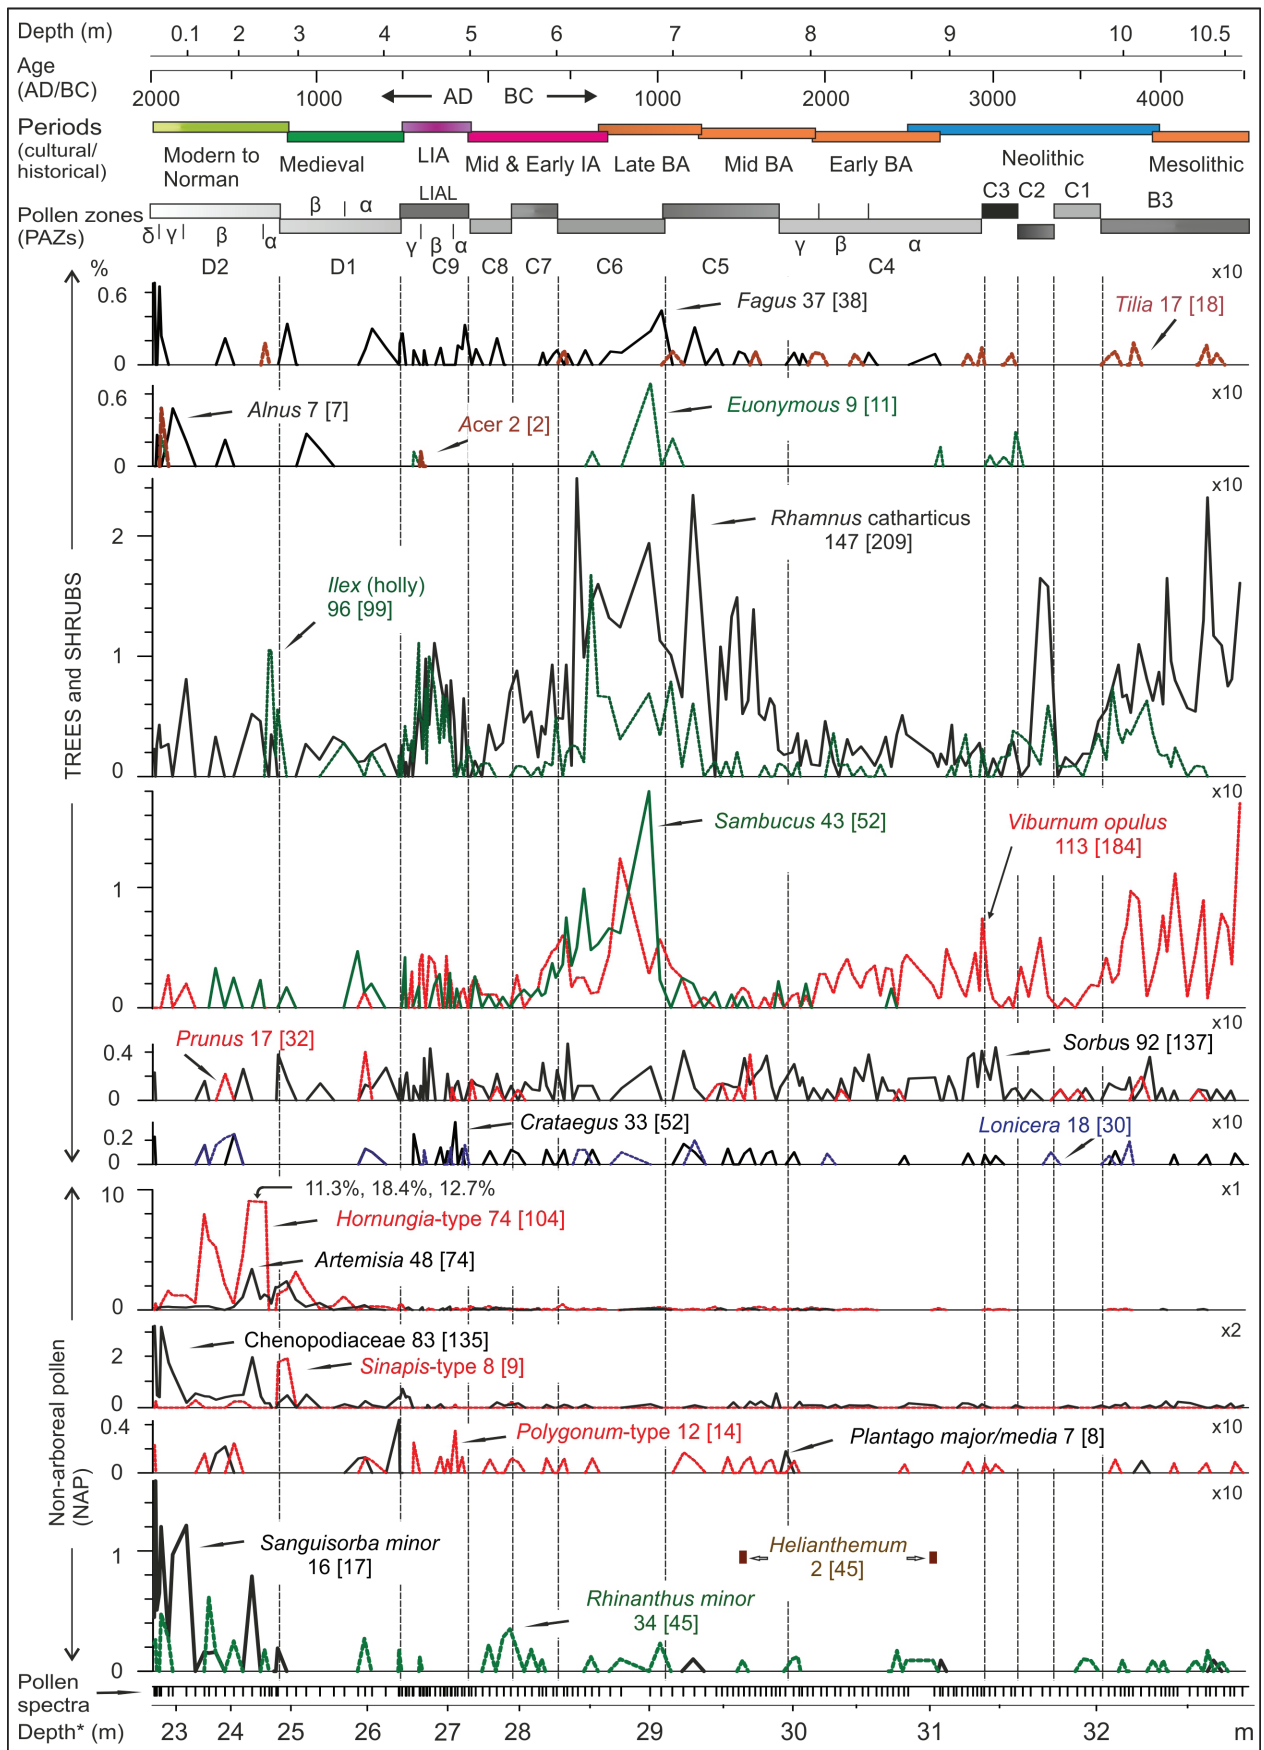 Depth (m) 0.1 2 3 4 5 6 7 8 9 10 10.5
Age
(AD/BC)
2000 1000 AD BC 1000 2000 3000 4000
Periods
(cultural/
historical)
Modern to
Norman
Medieval
LIA
Mid & Early IA
Late BA
Mid BA
Early BA
Neolithic
Mesolithic
Pollen zones
(PAZs)
β α LIAL C3 C2 C1 B3
δ γ β α γ β α γ β α
D2 D1 C9 C8 C7 C6 C5 C4
%
x10
0.6
0
Fagus 37 [38]
Tilia 17 [18]
x10
0.6
0
Alnus 7 [7]
Acer 2 [2]
Euonymous 9 [11]
x10
2
1
0
Rhamnus catharticus
147 [209]
Ilex (holly)
96 [99]
TREES and SHRUBS
x10
1
0
Sambucus 43 [52]
Viburnum opulus
113 [184]
x10
0.4
0
Prunus 17 [32]
Sorbus 92 [137]
x10
0.2
0
Crataegus 33 [52]
Lonicera 18 [30]
x1
10
0
11.3%, 18.4%, 12.7%
Hornungia-type 74 [104]
Artemisia 48 [74]
x2
2
0
Chenopodiaceae 83 [135]
Sinapis-type 8 [9]
x10
0.4
0
Polygonum-type 12 [14]
Plantago major/media 7 [8]
Non-arboreal pollen
(NAP)
x10
1
0
Sanguisorba minor
16 [17]
Helianthemum
2 [45]
Rhinanthus minor
34 [45]
Pollen
spectra
Depth* (m) 23 24 25 26 27 28 29 30 31 32 m